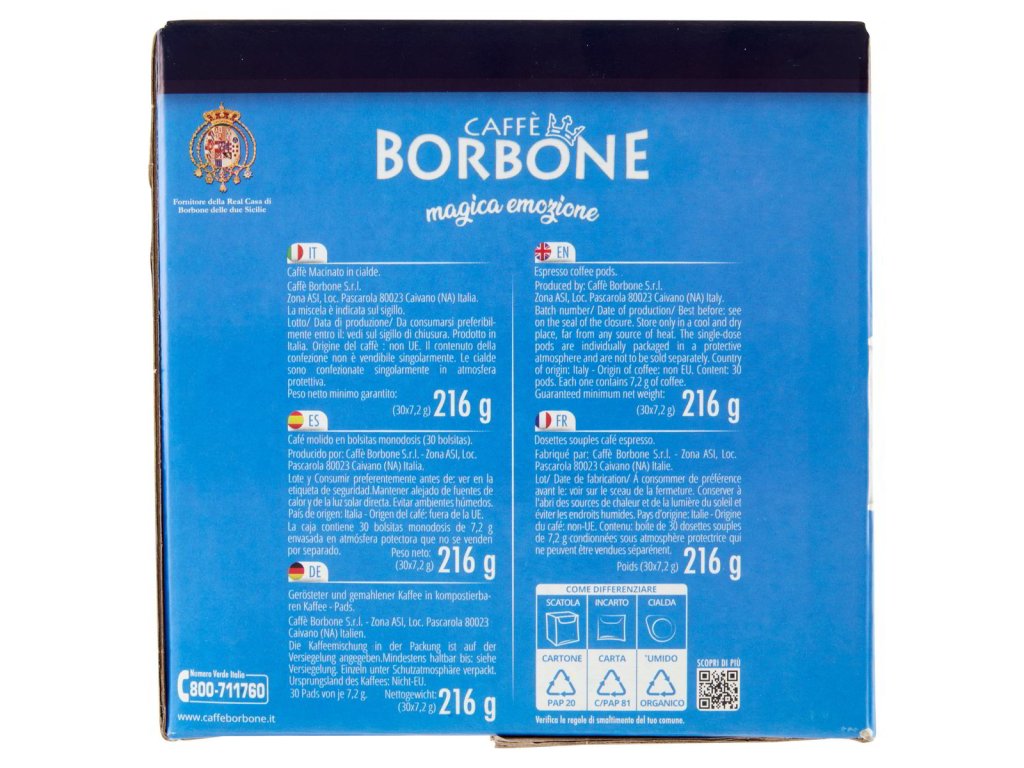 CAFFÈ
BORBONE
magica emozione
Fornitore della Real Casa di
Borbone delle due Sicilie
IT
Caffè Macinato in cialde.
Caffè Borbone S.r.l.
Zona ASI, Loc. Pascarola 80023 Caivano (NA) Italia.
La miscela è indicata sul sigillo.
Lotto/ Data di produzione/ Da consumarsi preferibil-
mente entro il: vedi sul sigillo di chiusura. Prodotto in
Italia. Origine del caffè : non UE. Il contenuto della
confezione non è vendibile singolarmente. Le cialde
sono confezionate singolarmente in atmosfera
protettiva.
Peso netto minimo garantito:
(30x7,2 g) 216 g
EN
Espresso coffee pods.
Produced by: Caffè Borbone S.r.l.
Zona ASI, Loc. Pascarola 80023 Caivano (NA) Italy.
Batch number/ Date of production/ Best before: see
on the seal of the closure. Store only in a cool and dry
place, far from any source of heat. The single-dose
pods are individually packaged in a protective
atmosphere and are not to be sold separately. Country
of origin: Italy - Origin of coffee: non EU. Content: 30
pods. Each one contains 7,2 g of coffee.
Guaranteed minimum net weight:
(30x7,2 g) 216 g
ES
Café molido en bolsitas monodosis (30 bolsitas).
Producido por: Caffè Borbone S.r.l. - Zona ASI, Loc.
Pascarola 80023 Caivano (NA) Italia.
Lote y Consumir preferentemente antes de: ver en la
etiqueta de seguridad.Mantener alejado de fuentes de
calor y de la luz solar directa. Evitar ambientes húmedos.
País de origen: Italia - Origen del café: fuera de la UE.
La caja contiene 30 bolsitas monodosis de 7,2 g
envasada en atmósfera potectora que no se venden
por separado.
Peso neto:
(30x7,2 g) 216 g
FR
Dosettes souples café espresso.
Fabriqué par: Caffè Borbone S.r.l. - Zona ASI, Loc.
Pascarola 80023 Caivano (NA) Italie.
Lot/ Date de fabrication/ À consommer de préférence
avant le: voir sur le sceau de la fermeture. Conserver à
l'abri des sources de chaleur et de la lumière du soleil et
éviter les endroits humides. Pays d'origine: Italie - Origine
du café: non-UE. Contenu: boite de 30 dosettes souples
de 7,2 g condionnées sous atmosphère protectrice qui
ne peuvent être vendues séparénent.
Poids (30x7,2 g) 216 g
DE
Gerösteter und gemahlener Kaffee in kompostierba-
ren Kaffee - Pads.
Caffè Borbone S.r.l. - Zona ASI, Loc. Pascarola 80023
Caivano (NA) Italien.
Die Kaffeemischung in der Packung ist auf der
Versiegelung angegeben.Mindestens haltbar bis: siehe
Versiegelung. Einzeln unter Schutzatmosphäre verpackt.
Ursprungsland des Kaffees: Nicht-EU.
30 Pads von je 7,2 g.
Nettogewicht:
(30x7,2 g) 216 g
COME DIFFERENZIARE
SCATOLA INCARTO CIALDA
CARTONE CARTA *UMIDO
PAP 20 C/PAP 81 ORGANICO
Verifica le regole di smaltimento del tuo comune.
SCOPRI DI PIÙ
Numero Verde Italia
800-711760
www.caffeborbone.it